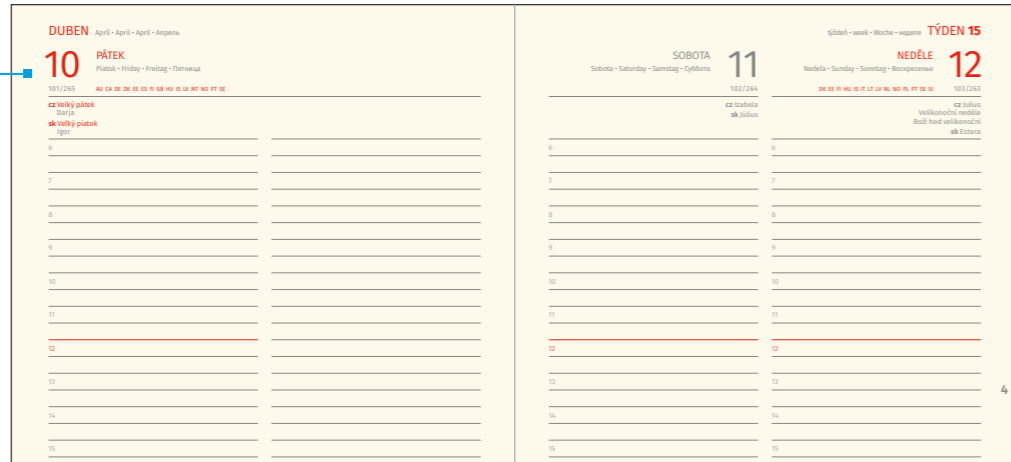 DUBEN April • April • April • Апрель
10 PÁTEK
Piatok • Friday • Freitag • Пятница
101/265 AU CA DE DK EE ES FI GB HU IS LV MT NO PT SE
cz Velký pátek
Darja
sk Veľký piatok
Igor
6
7
8
9
10
11
12
13
14
15
týždeň • week • Woche • неделя TÝDEN 15
SOBOTA 11
Sobota • Saturday • Samstag • Суббота
102/264
cz Izabela
sk Július
6
7
8
9
10
11
12
13
14
15
NEDĚLE 12
Nedeľa • Sunday • Sonntag • Воскресенье
DK EE FI HU IS IT LT LV NL NO PL PT SE SI 103/263
cz Julius
Velikonoční neděle
Boží hod velikonoční
sk Estera
6
7
8
9
10
11
12
13
14
15
4